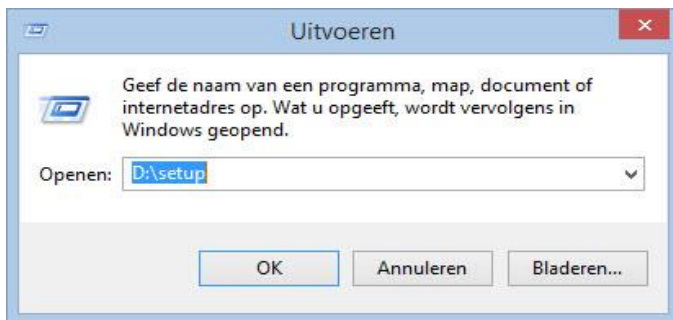 Uitvoeren
Geef de naam van een programma, map, document of
internetadres op. Wat u opgeeft, wordt vervolgens in
Windows geopend.
Openen: D:\setup
OK Annuleren Bladeren...